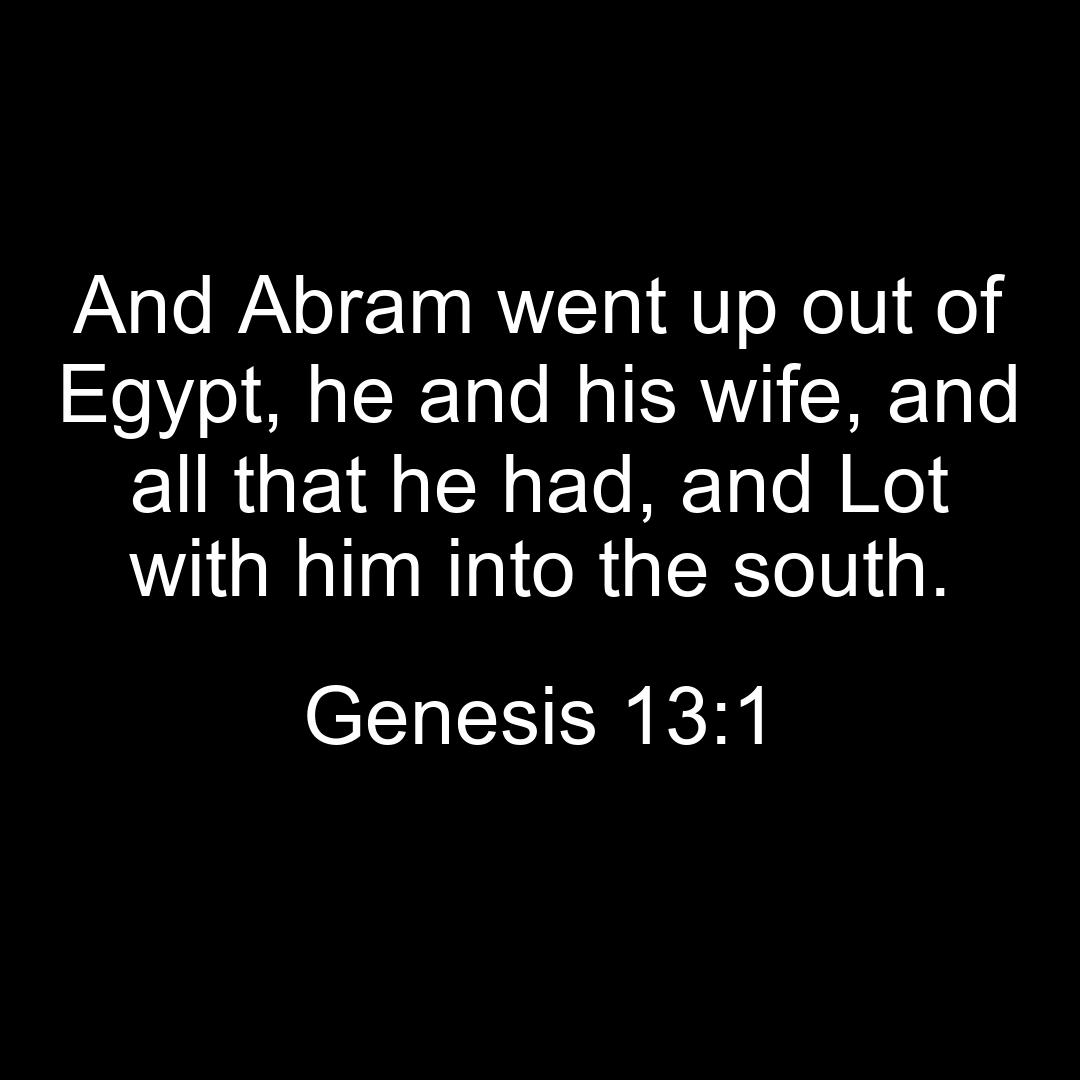 And Abram went up out of
Egypt, he and his wife, and
all that he had, and Lot
with him into the south.
Genesis 13:1